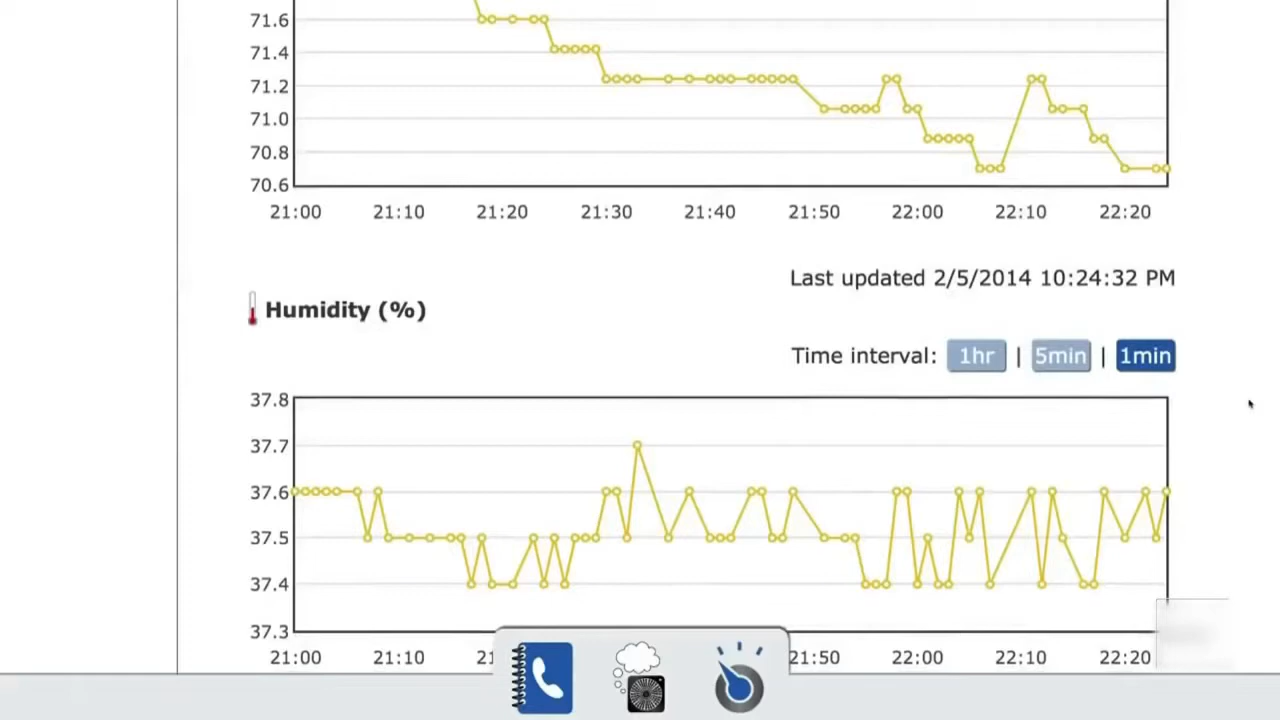 71.6
71.4
71.2
71.0
70.8
70.6
21:00 21:10 21:20 21:30 21:40 21:50 22:00 22:10 22:20
Last updated 2/5/2014 10:24:32 PM
Humidity (%)
Time interval: 1hr | 5min | 1min
37.8
37.7
37.6
37.5
37.4
37.3
21:00 21:10 21:50 22:00 22:10 22:20